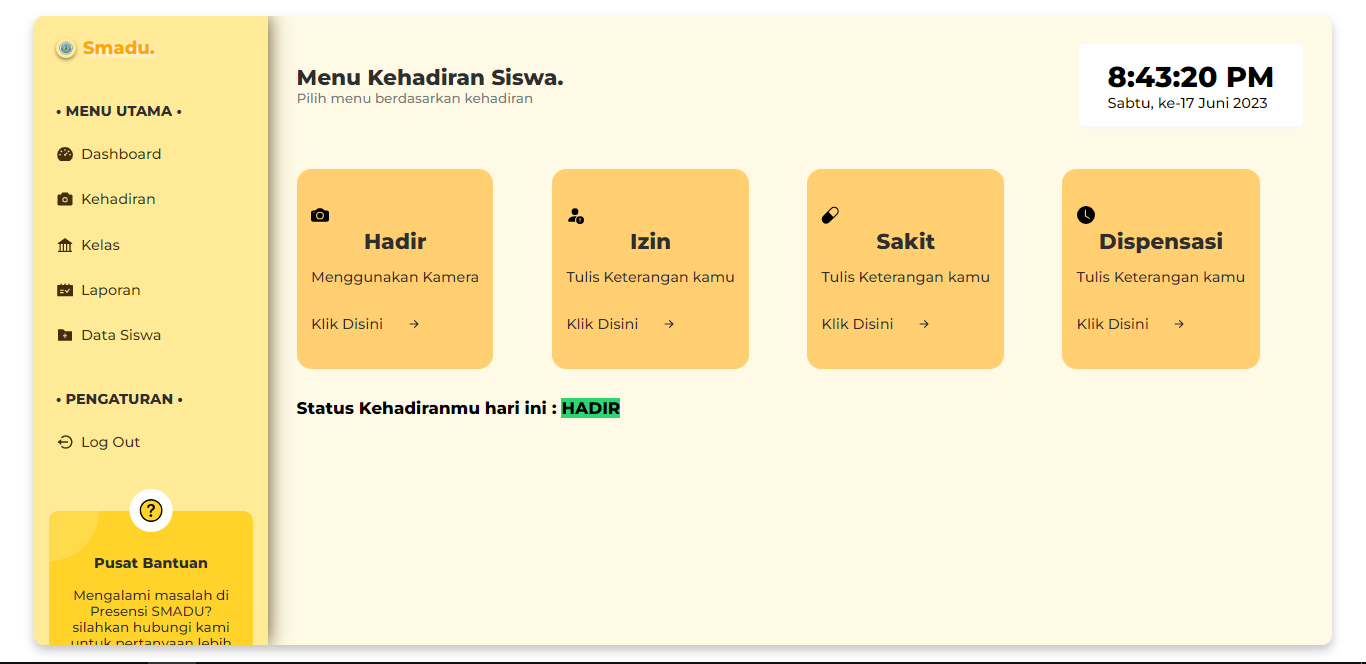 Smadu.
• MENU UTAMA •
Dashboard
Kehadiran
Kelas
Laporan
Data Siswa
• PENGATURAN •
Log Out
?
Pusat Bantuan
Mengalami masalah di
Presensi SMADU?
silahkan hubungi kami
untuk pertanyaan lebih
Menu Kehadiran Siswa.
Pilih menu berdasarkan kehadiran
8:43:20 PM
Sabtu, ke-17 Juni 2023
Hadir
Menggunakan Kamera
Klik Disini →
Izin
Tulis Keterangan kamu
Klik Disini →
Sakit
Tulis Keterangan kamu
Klik Disini →
Dispensasi
Tulis Keterangan kamu
Klik Disini →
Status Kehadiranmu hari ini : HADIR